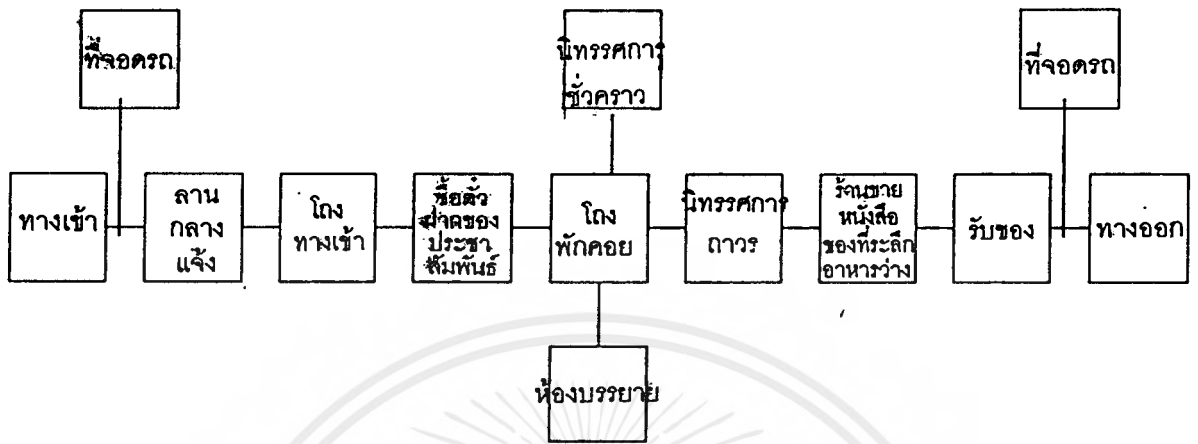 ที่จอดรถ
นิทรรศการ
ชั่วคราว
ที่จอดรถ
ทางเข้า
ลาน
กลาง
แจ้ง
โถง
ทางเข้า
ซื้อตั๋ว
ฝากของ
ประชา
สัมพันธ์
โถง
พักคอย
นิทรรศการ
ถาวร
ร้านขาย
หนังสือ
ของที่ระลึก
อาหารว่าง
รับของ
ทางออก
ห้องบรรยาย